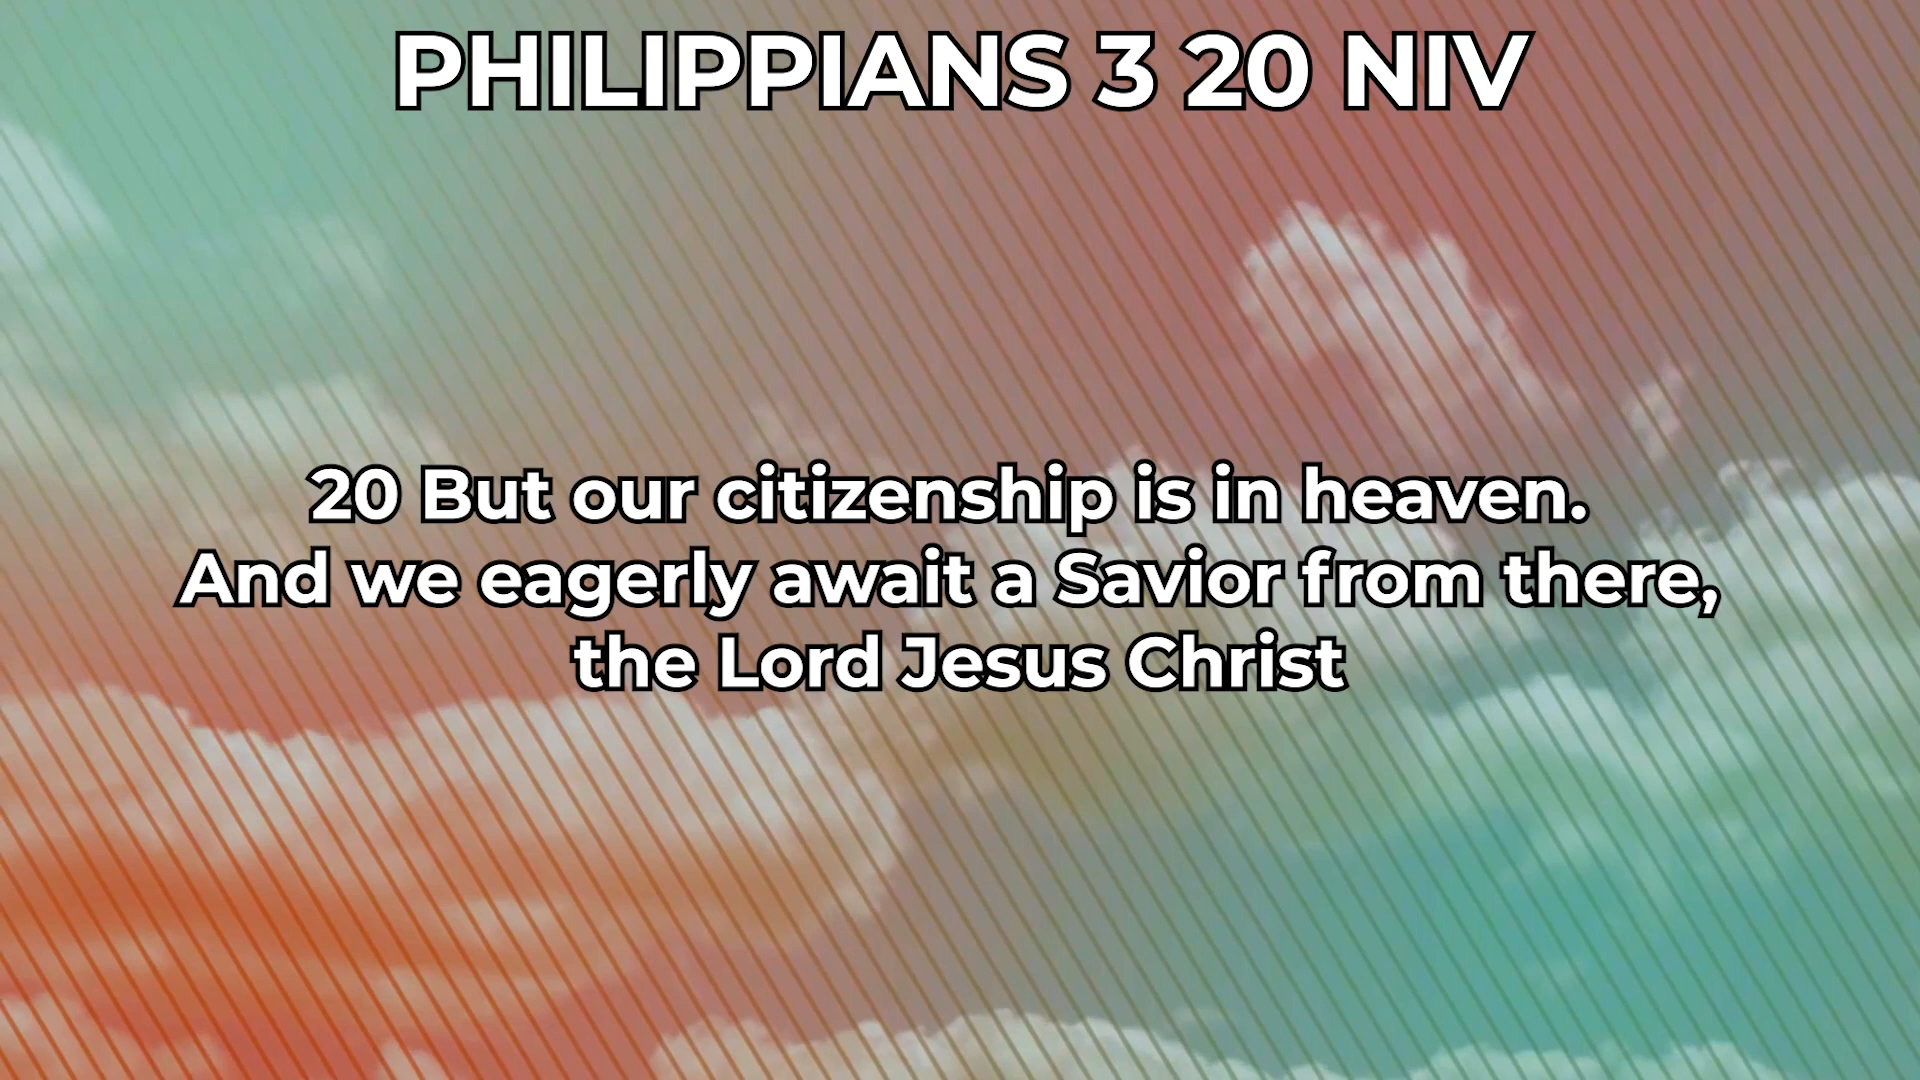 PHILIPPIANS 3 20 NIV
20 But our citizenship is in heaven.
And we eagerly await a Savior from there,
the Lord Jesus Christ